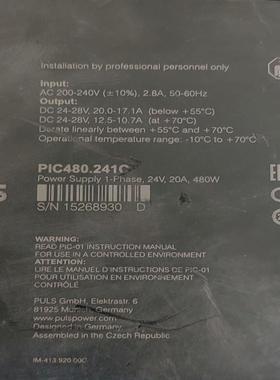 Installation by professional personnel only
Input:
AC 200-240V (±10%), 2.8A, 50-60Hz
Output:
DC 24-28V, 20.0-17.1A (below +55°C)
DC 24-28V, 12.5-10.7A (at +70°C)
Derate linearly between +55°C and +70°C
Operational temperature range: -10°C to +70°C
PIC480.241C
Power Supply 1-Phase, 24V, 20A, 480W
S/N 15268930 D
WARNING:
READ PIC-01 INSTRUCTION MANUAL
FOR USE IN A CONTROLLED ENVIRONMENT
ATTENTION:
LIRE LE MANUEL D'INSTRUCTIONS DE PIC-01
POUR UTILISATION EN ENVIRONEMENT
CONTRÔLÉ
PULS GmbH, Elektrastr. 6
81925 Munich, Germany
www.pulspower.com
Designed in Germany
Assembled in the Czech Republic
IM-413.920.00C